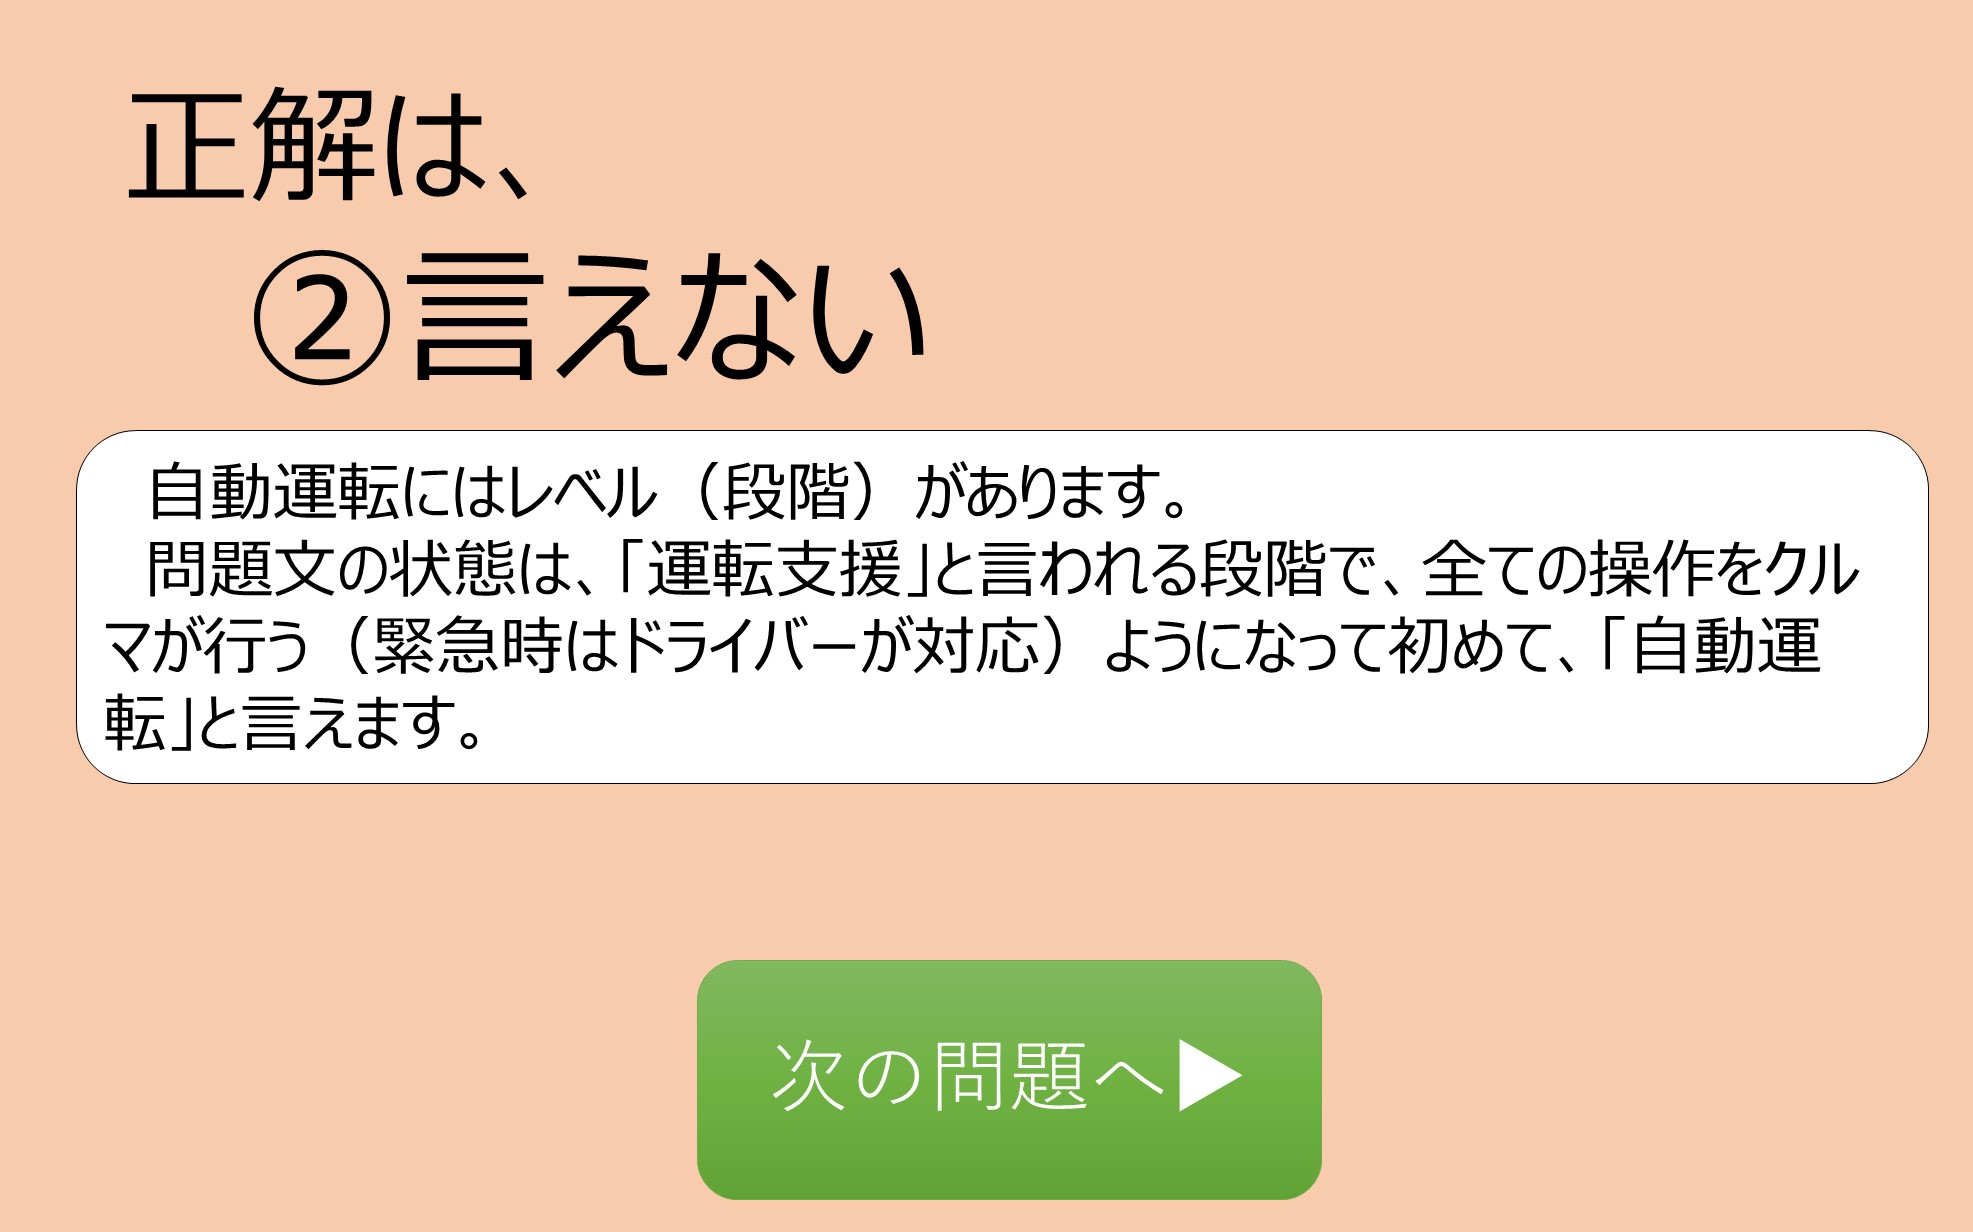 正解は、
②言えない
自動運転にはレベル（段階）があります。
問題文の状態は、「運転支援」と言われる段階で、全ての操作をクル
マが行う（緊急時はドライバーが対応）ようになって初めて、「自動運
転」と言えます。
次の問題へ▶